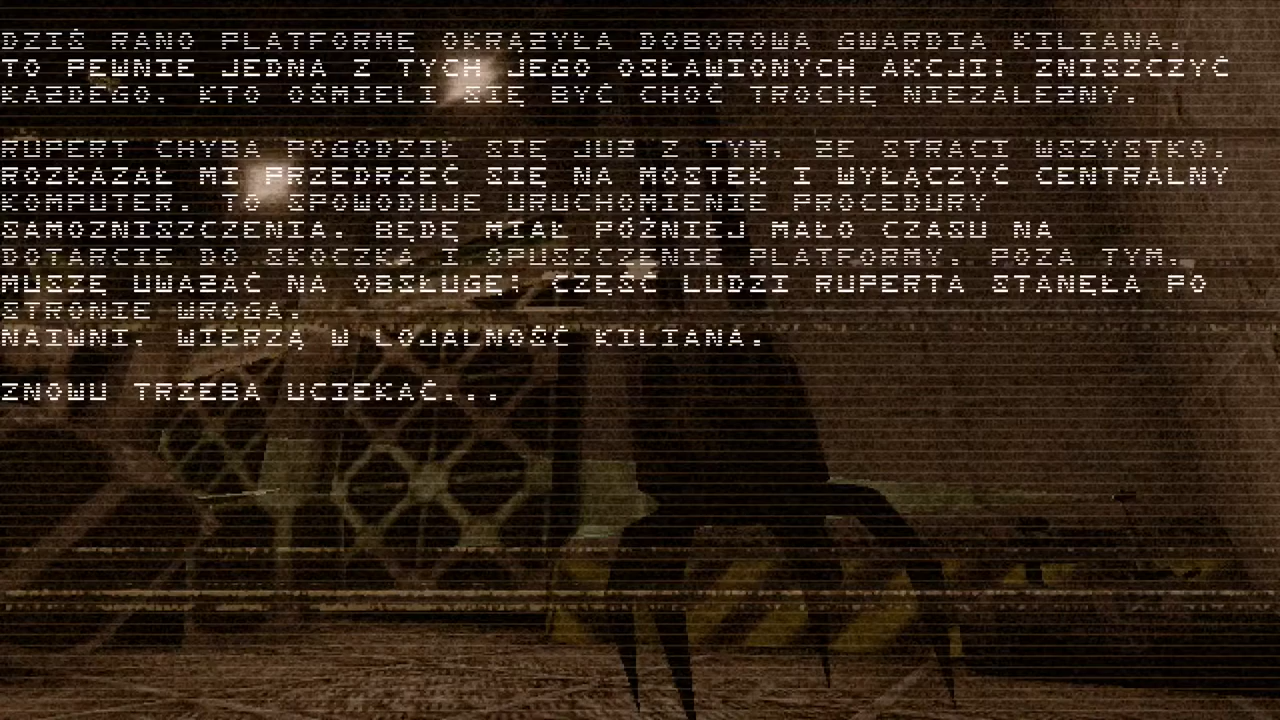 DZIŚ RANO PLATFORMĘ OKRĄŻYŁA DOBOROWA GWARDIA KILIANA.
TO PEWNIE JEDNA Z TYCH JEGO OSŁAWIONYCH AKCJI: ZNISZCZYĆ
KAŻDEGO, KTO OŚMIELI SIĘ BYĆ CHOĆ TROCHĘ NIEZALEŻNY.
RUPERT CHYBA POGODZIŁ SIĘ JUŻ Z TYM, ŻE STRACI WSZYSTKO.
ROZKAZAŁ MI PRZEDRZEĆ SIĘ NA MOSTEK I WYŁĄCZYĆ CENTRALNY
KOMPUTER. TO SPOWODUJE URUCHOMIENIE PROCEDURY
SAMOZNISZCZENIA. BĘDĘ MIAŁ PÓŹNIEJ MAŁO CZASU NA
DOTARCIE DO SKOCZKA I OPUSZCZENIE PLATFORMY. POZA TYM,
MUSZĘ UWAŻAĆ NA OBSŁUGĘ: CZĘŚĆ LUDZI RUPERTA STANĘŁA PO
STRONIE WROGA.
NAIWNI. WIERZĄ W LOJALNOŚĆ KILIANA.
ZNOWU TRZEBA UCIEKAĆ...